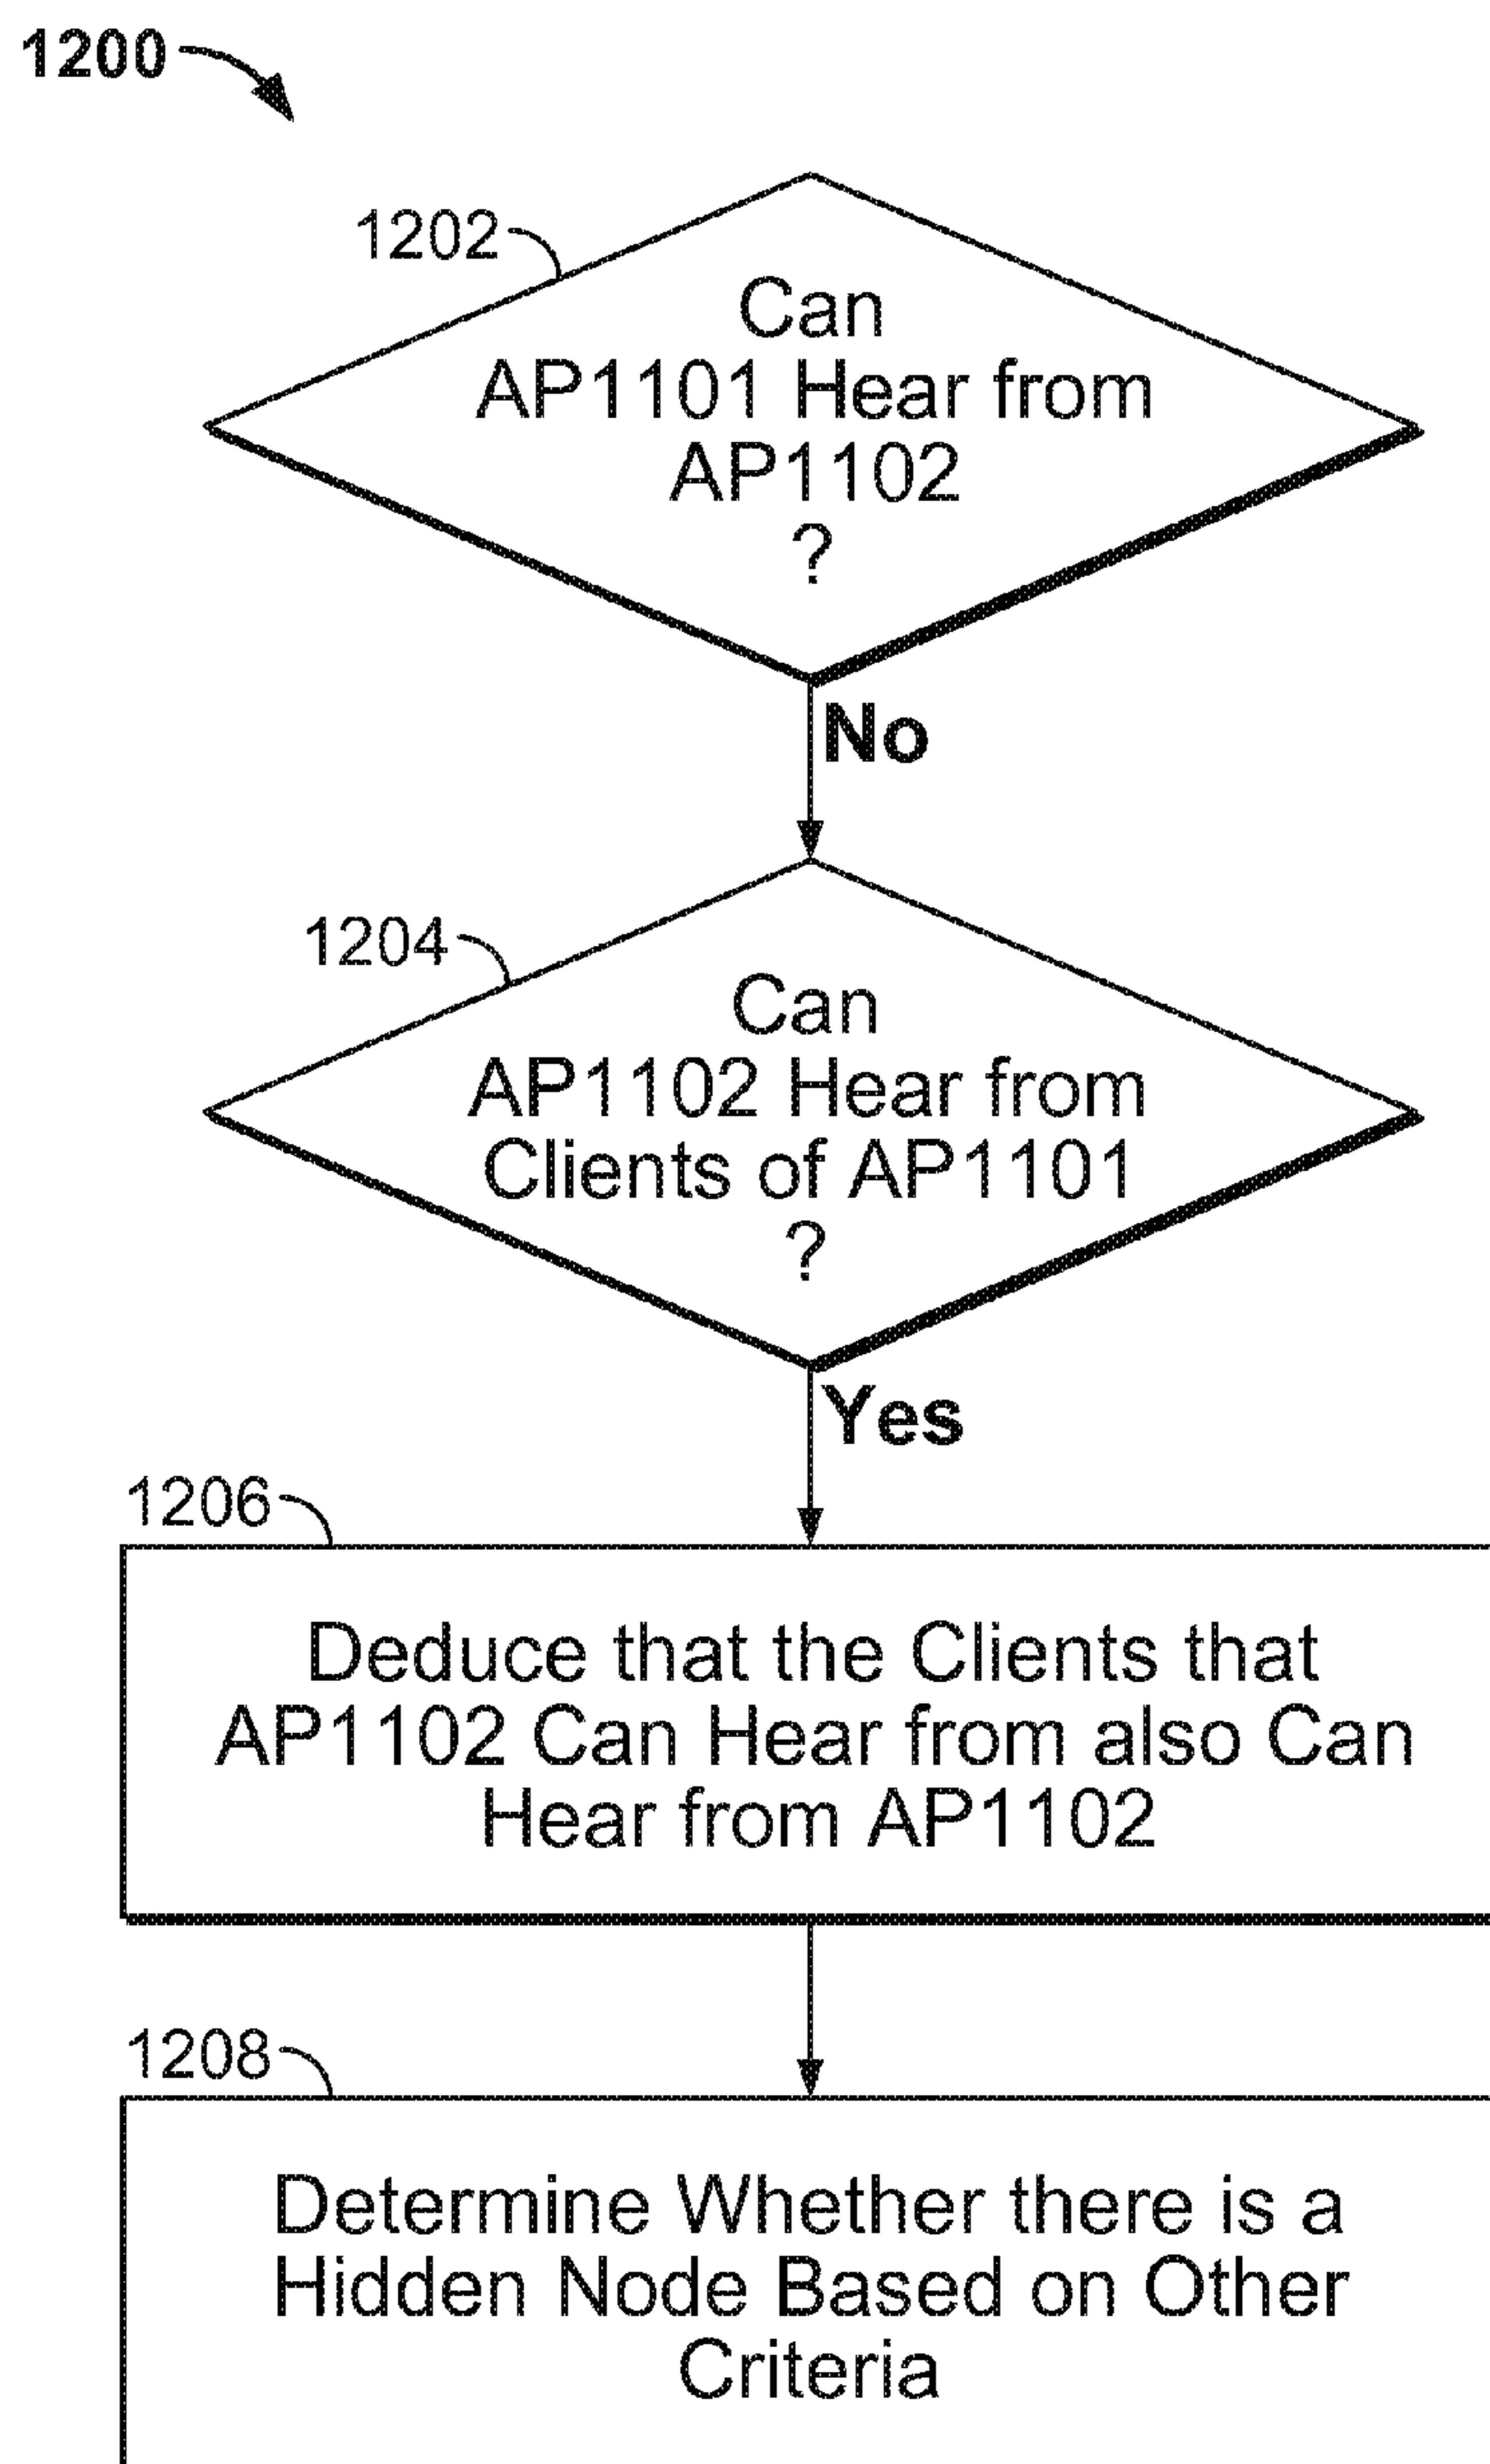 1200
1202
Can
AP1101 Hear from
AP1102
?
No
1204
Can
AP1102 Hear from
Clients of AP1101
?
Yes
1206
Deduce that the Clients that
AP1102 Can Hear from also Can
Hear from AP1102
1208
Determine Whether there is a
Hidden Node Based on Other
Criteria